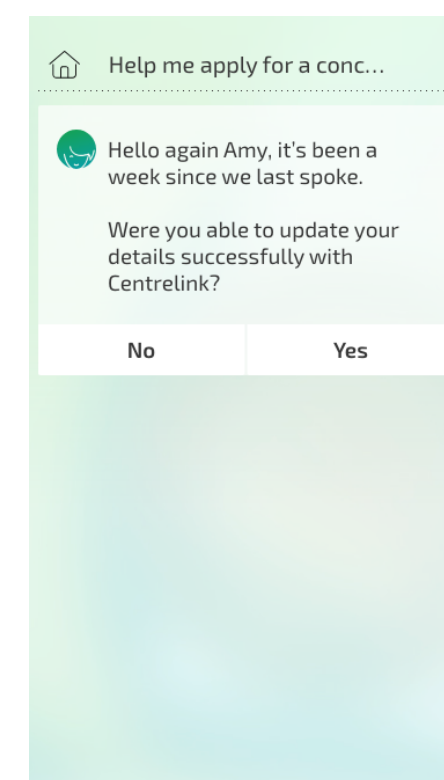 Help me apply for a conc...
Hello again Amy, it's been a
week since we last spoke.
Were you able to update your
details successfully with
Centrelink?
No
Yes